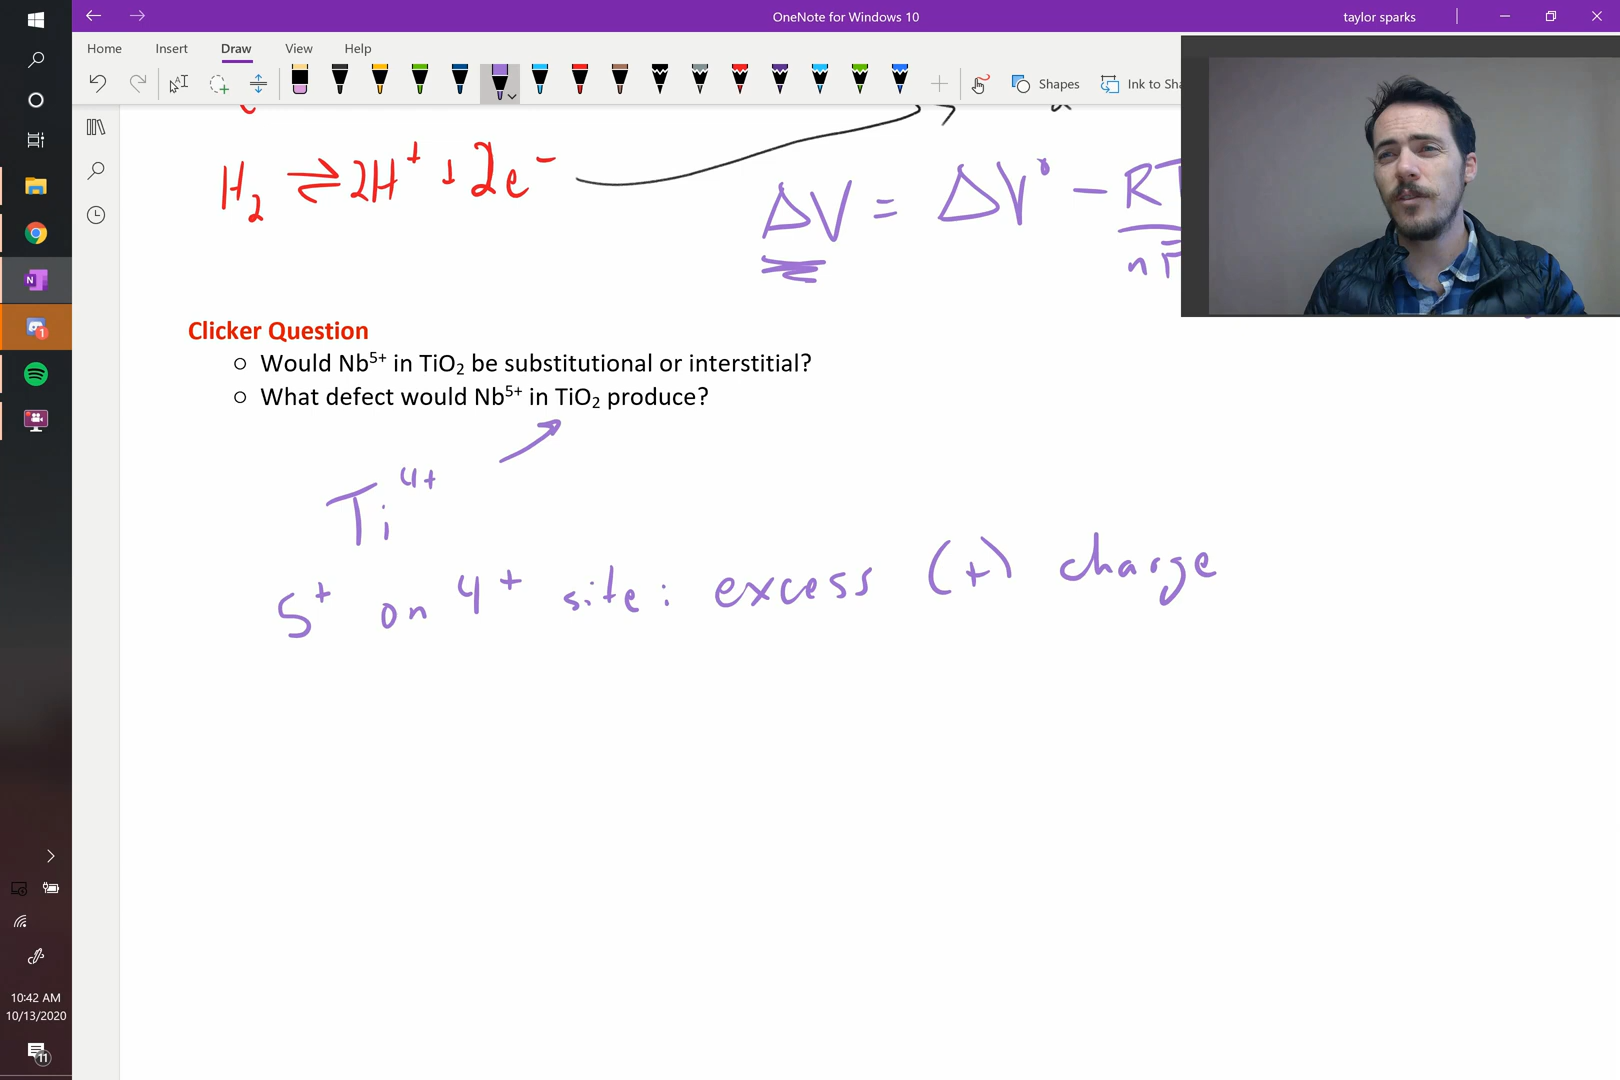 OneNote for Windows 10
taylor sparks
Home Insert Draw View Help
Shapes
Ink to Sha
H₂ ⇌ 2H⁺ + 2e⁻
ΔV = ΔV° − RT
nF
Clicker Question
○ Would Nb⁵⁺ in TiO₂ be substitutional or interstitial?
○ What defect would Nb⁵⁺ in TiO₂ produce?
Ti⁴⁺
5⁺ on 4⁺ site: excess (+) charge
10:42 AM
10/13/2020
11
1